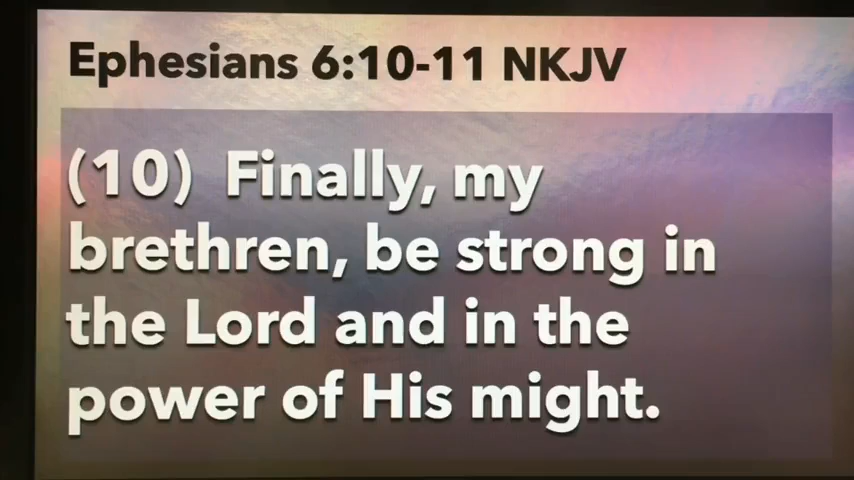 Ephesians 6:10-11 NKJV
(10) Finally, my
brethren, be strong in
the Lord and in the
power of His might.